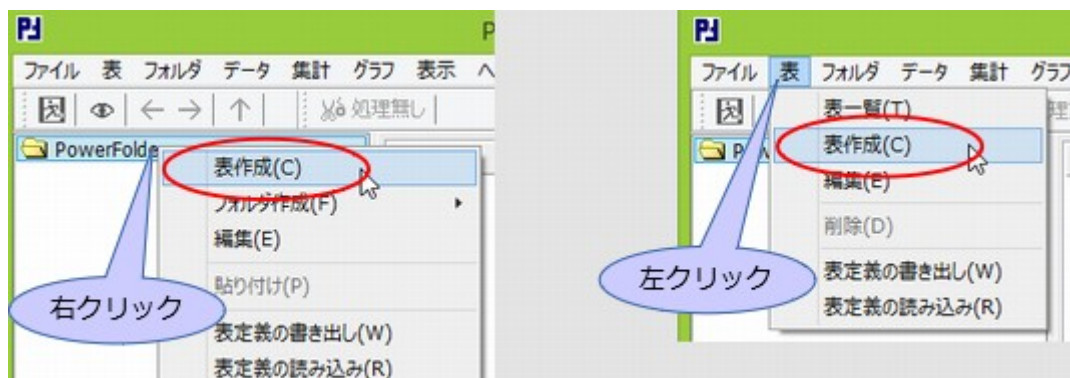 P
ファイル 表 フォルダ データ 集計 グラフ 表示 ヘ
処理無し
PowerFolde
表作成(C)
フォルダ作成(F)
編集(E)
貼り付け(P)
表定義の書き出し(W)
表定義の読み込み(R)
右クリック
ファイル 表 フォルダ データ 集計 グラフ
表一覧(T)
表作成(C)
編集(E)
削除(D)
表定義の書き出し(W)
表定義の読み込み(R)
左クリック